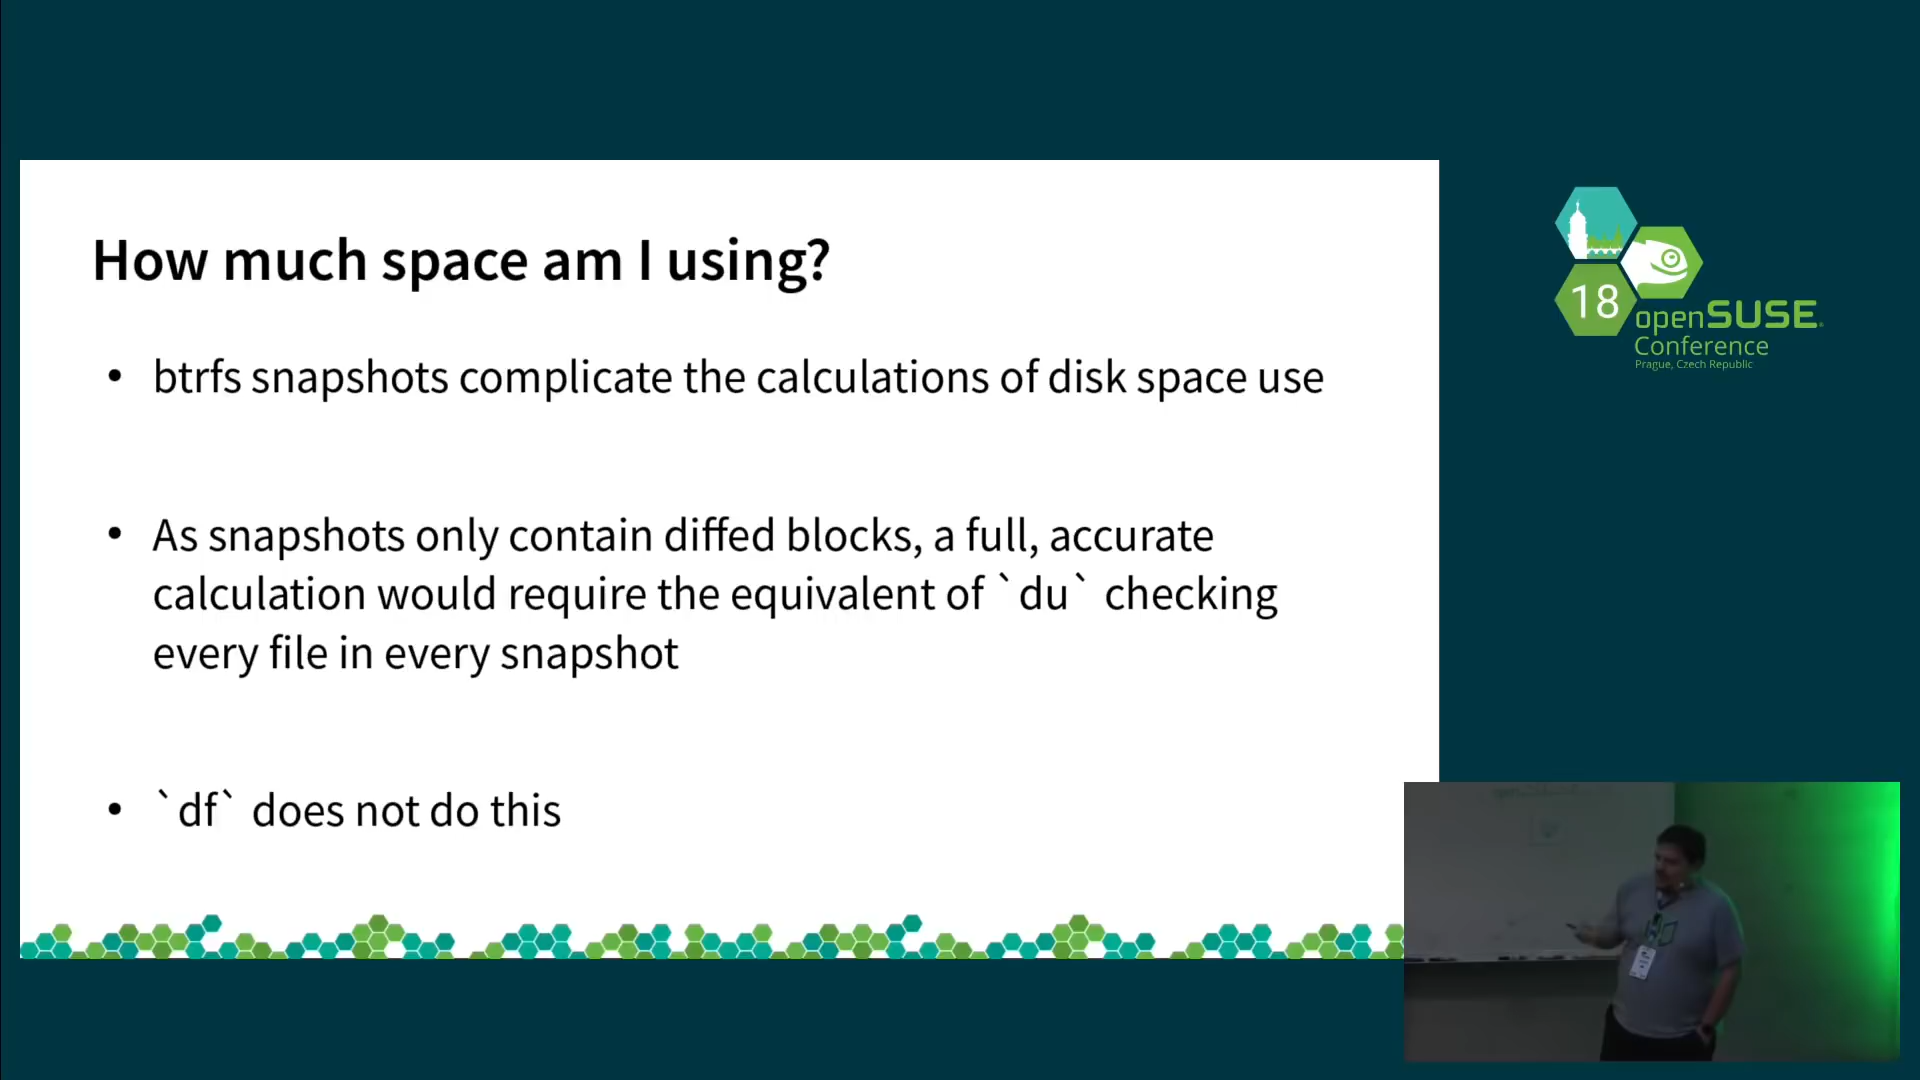 How much space am I using?
• btrfs snapshots complicate the calculations of disk space use
• As snapshots only contain diffed blocks, a full, accurate
calculation would require the equivalent of `du` checking
every file in every snapshot
• `df` does not do this
18
openSUSE
Conference
Prague, Czech Republic